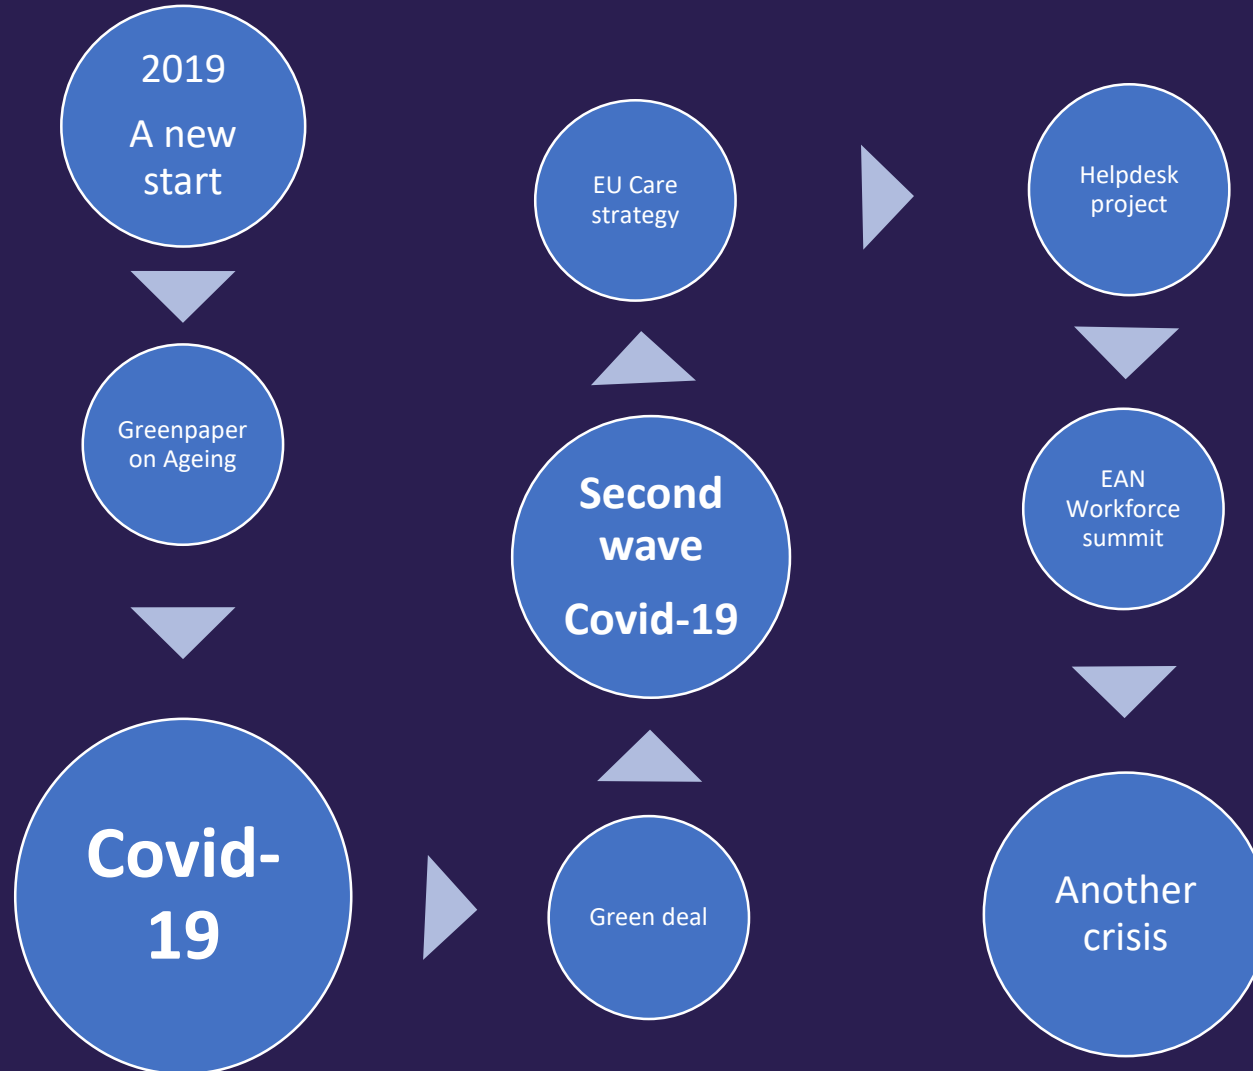 2019
A new
start
Greenpaper
on Ageing
Covid-
19
Green deal
Second
wave
Covid-19
EU Care
strategy
Helpdesk
project
EAN
Workforce
summit
Another
crisis